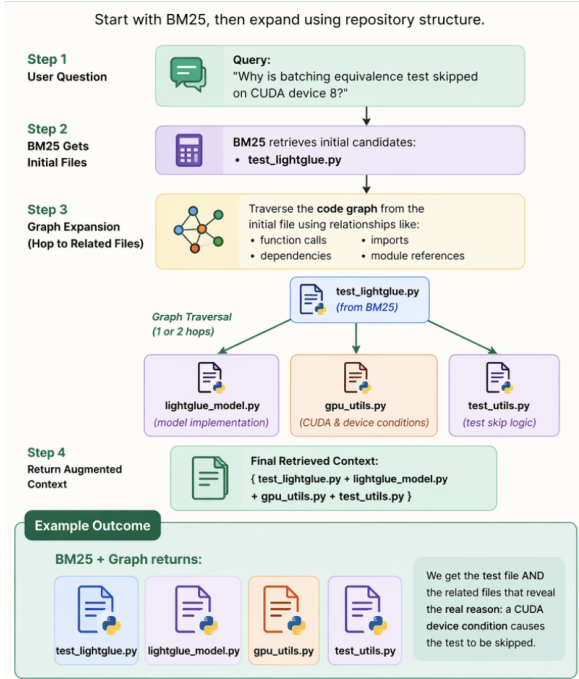 Start with BM25, then expand using repository structure.
Step 1
User Question
Query:
"Why is batching equivalence test skipped
on CUDA device 8?"
Step 2
BM25 Gets
Initial Files
BM25 retrieves initial candidates:
• test_lightglue.py
Step 3
Graph Expansion
(Hop to Related Files)
Traverse the code graph from the
initial file using relationships like:
• function calls • imports
• dependencies • module references
test_lightglue.py
(from BM25)
Graph Traversal
(1 or 2 hops)
lightglue_model.py
(model implementation)
gpu_utils.py
(CUDA & device conditions)
test_utils.py
(test skip logic)
Step 4
Return Augmented
Context
Final Retrieved Context:
{ test_lightglue.py + lightglue_model.py
+ gpu_utils.py + test_utils.py }
Example Outcome
BM25 + Graph returns:
test_lightglue.py
lightglue_model.py
gpu_utils.py
test_utils.py
We get the test file AND
the related files that reveal
the real reason: a CUDA
device condition causes
the test to be skipped.